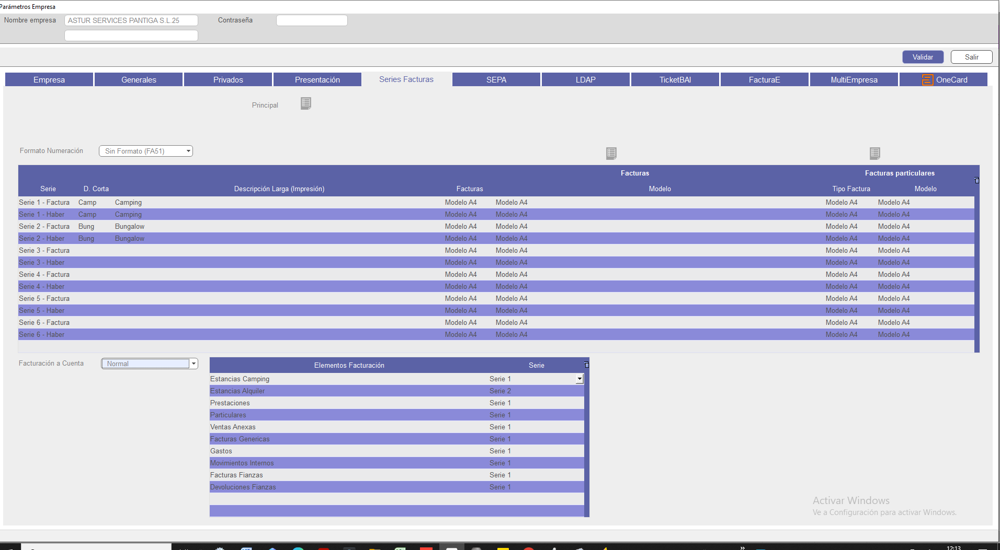 Parámetros Empresa
Nombre empresa ASTUR SERVICES PANTIGA S.L.25 Contraseña
Validar Salir
Empresa Generales Privados Presentación Series Facturas SEPA LDAP TicketBAI FacturaE MultiEmpresa OneCard
Principal
Formato Numeración Sin Formato (FA51)
Facturas Facturas particulares
Serie D. Corta Descripción Larga (Impresión) Facturas Modelo Tipo Factura Modelo
Serie 1 - Factura Camp Camping Modelo A4 Modelo A4 Modelo A4 Modelo A4
Serie 1 - Haber Camp Camping Modelo A4 Modelo A4 Modelo A4 Modelo A4
Serie 2 - Factura Bung Bungalow Modelo A4 Modelo A4 Modelo A4 Modelo A4
Serie 2 - Haber Bung Bungalow Modelo A4 Modelo A4 Modelo A4 Modelo A4
Serie 3 - Factura Modelo A4 Modelo A4 Modelo A4 Modelo A4
Serie 3 - Haber Modelo A4 Modelo A4 Modelo A4 Modelo A4
Serie 4 - Factura Modelo A4 Modelo A4 Modelo A4 Modelo A4
Serie 4 - Haber Modelo A4 Modelo A4 Modelo A4 Modelo A4
Serie 5 - Factura Modelo A4 Modelo A4 Modelo A4 Modelo A4
Serie 5 - Haber Modelo A4 Modelo A4 Modelo A4 Modelo A4
Serie 6 - Factura Modelo A4 Modelo A4 Modelo A4 Modelo A4
Serie 6 - Haber Modelo A4 Modelo A4 Modelo A4 Modelo A4
Facturación a Cuenta Normal
Elementos Facturación Serie
Estancias Camping Serie 1
Estancias Alquiler Serie 2
Prestaciones Serie 1
Particulares Serie 1
Ventas Anexas Serie 1
Facturas Genericas Serie 1
Gastos Serie 1
Movimientos Internos Serie 1
Facturas Fianzas Serie 1
Devoluciones Fianzas Serie 1
Activar Windows
Ve a Configuración para activar Windows.
12:13